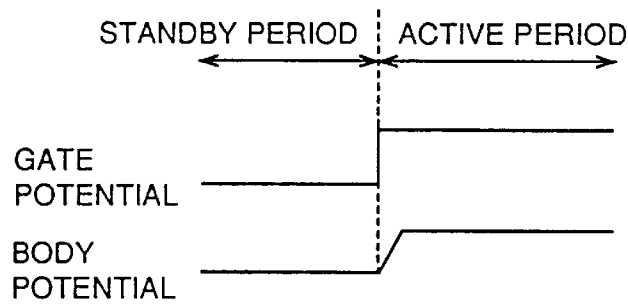 STANDBY PERIOD ACTIVE PERIOD
GATE
POTENTIAL
BODY
POTENTIAL